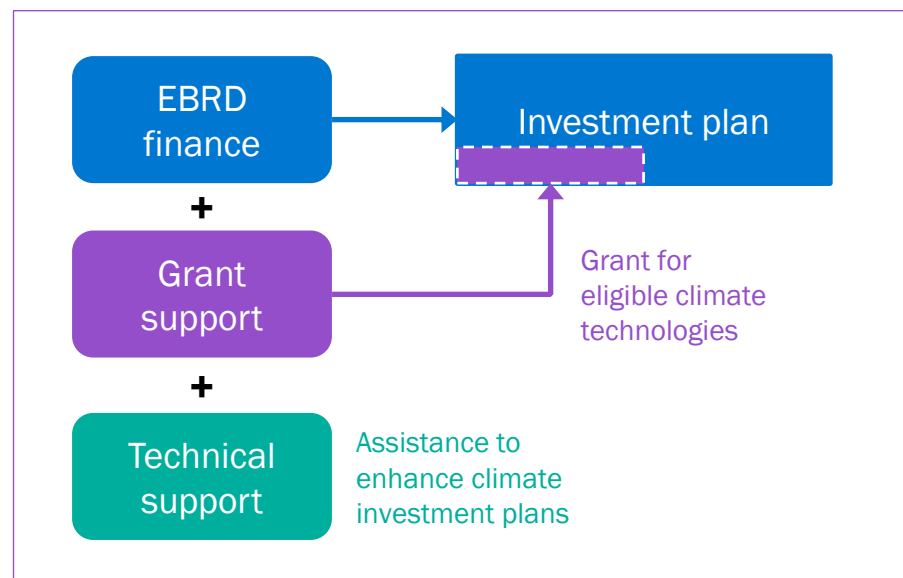 EBRD
finance
Investment plan
+
Grant
support
Grant for
eligible climate
technologies
+
Technical
support
Assistance to
enhance climate
investment plans